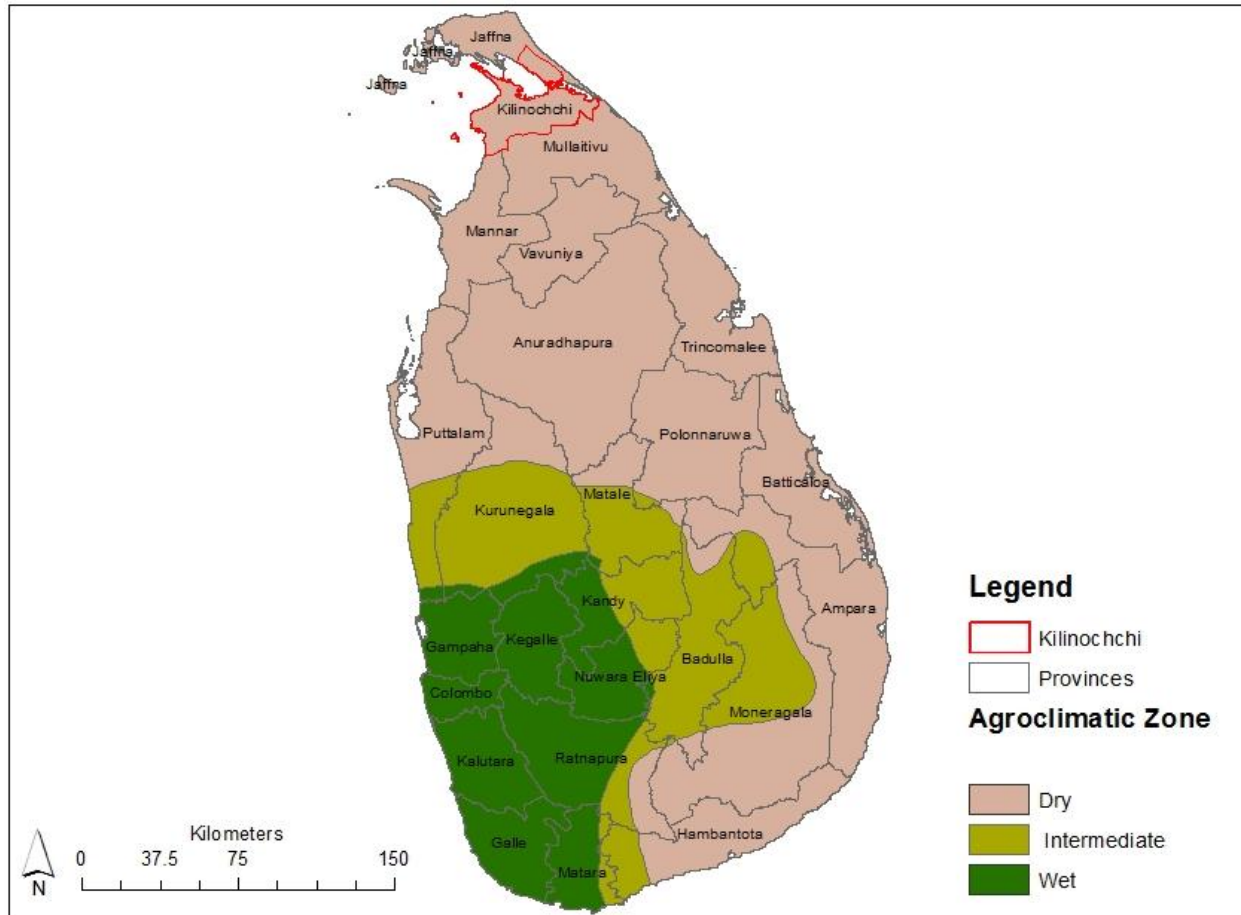 Jaffna
Jaffna
Jaffna
Kilinochchi
Mullaitivu
Mannar
Vavuniya
Anuradhapura
Trincomalee
Puttalam
Polonnaruwa
Batticaloa
Matale
Kurunegala
Kandy
Ampara
Kegalle
Gampaha
Badulla
Nuwara Eliya
Colombo
Moneragala
Ratnapura
Kalutara
Hambantota
Galle
Matara
Legend
Kilinochchi
Provinces
Agroclimatic Zone
Dry
Intermediate
Wet
Kilometers
0 37.5 75 150
N